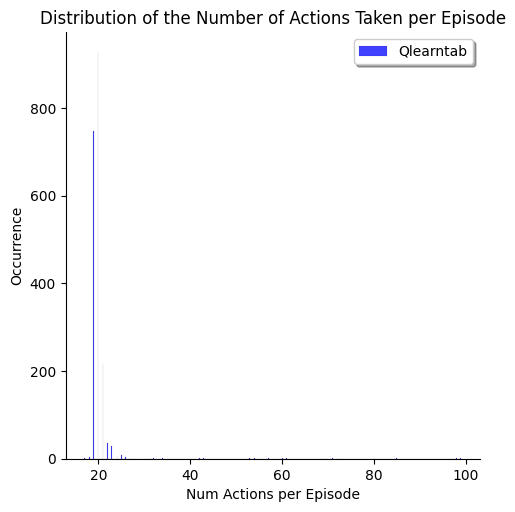 Distribution of the Number of Actions Taken per Episode
Qlearntab
800
600
400
200
0
Occurrence
20 40 60 80 100
Num Actions per Episode